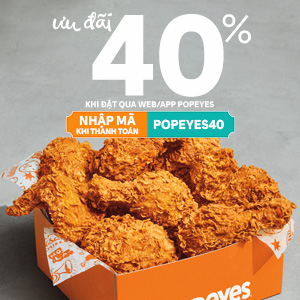 ưu đãi
40%
KHI ĐẶT QUA WEB/APP POPEYES
NHẬP MÃ
KHI THANH TOÁN
POPEYES40